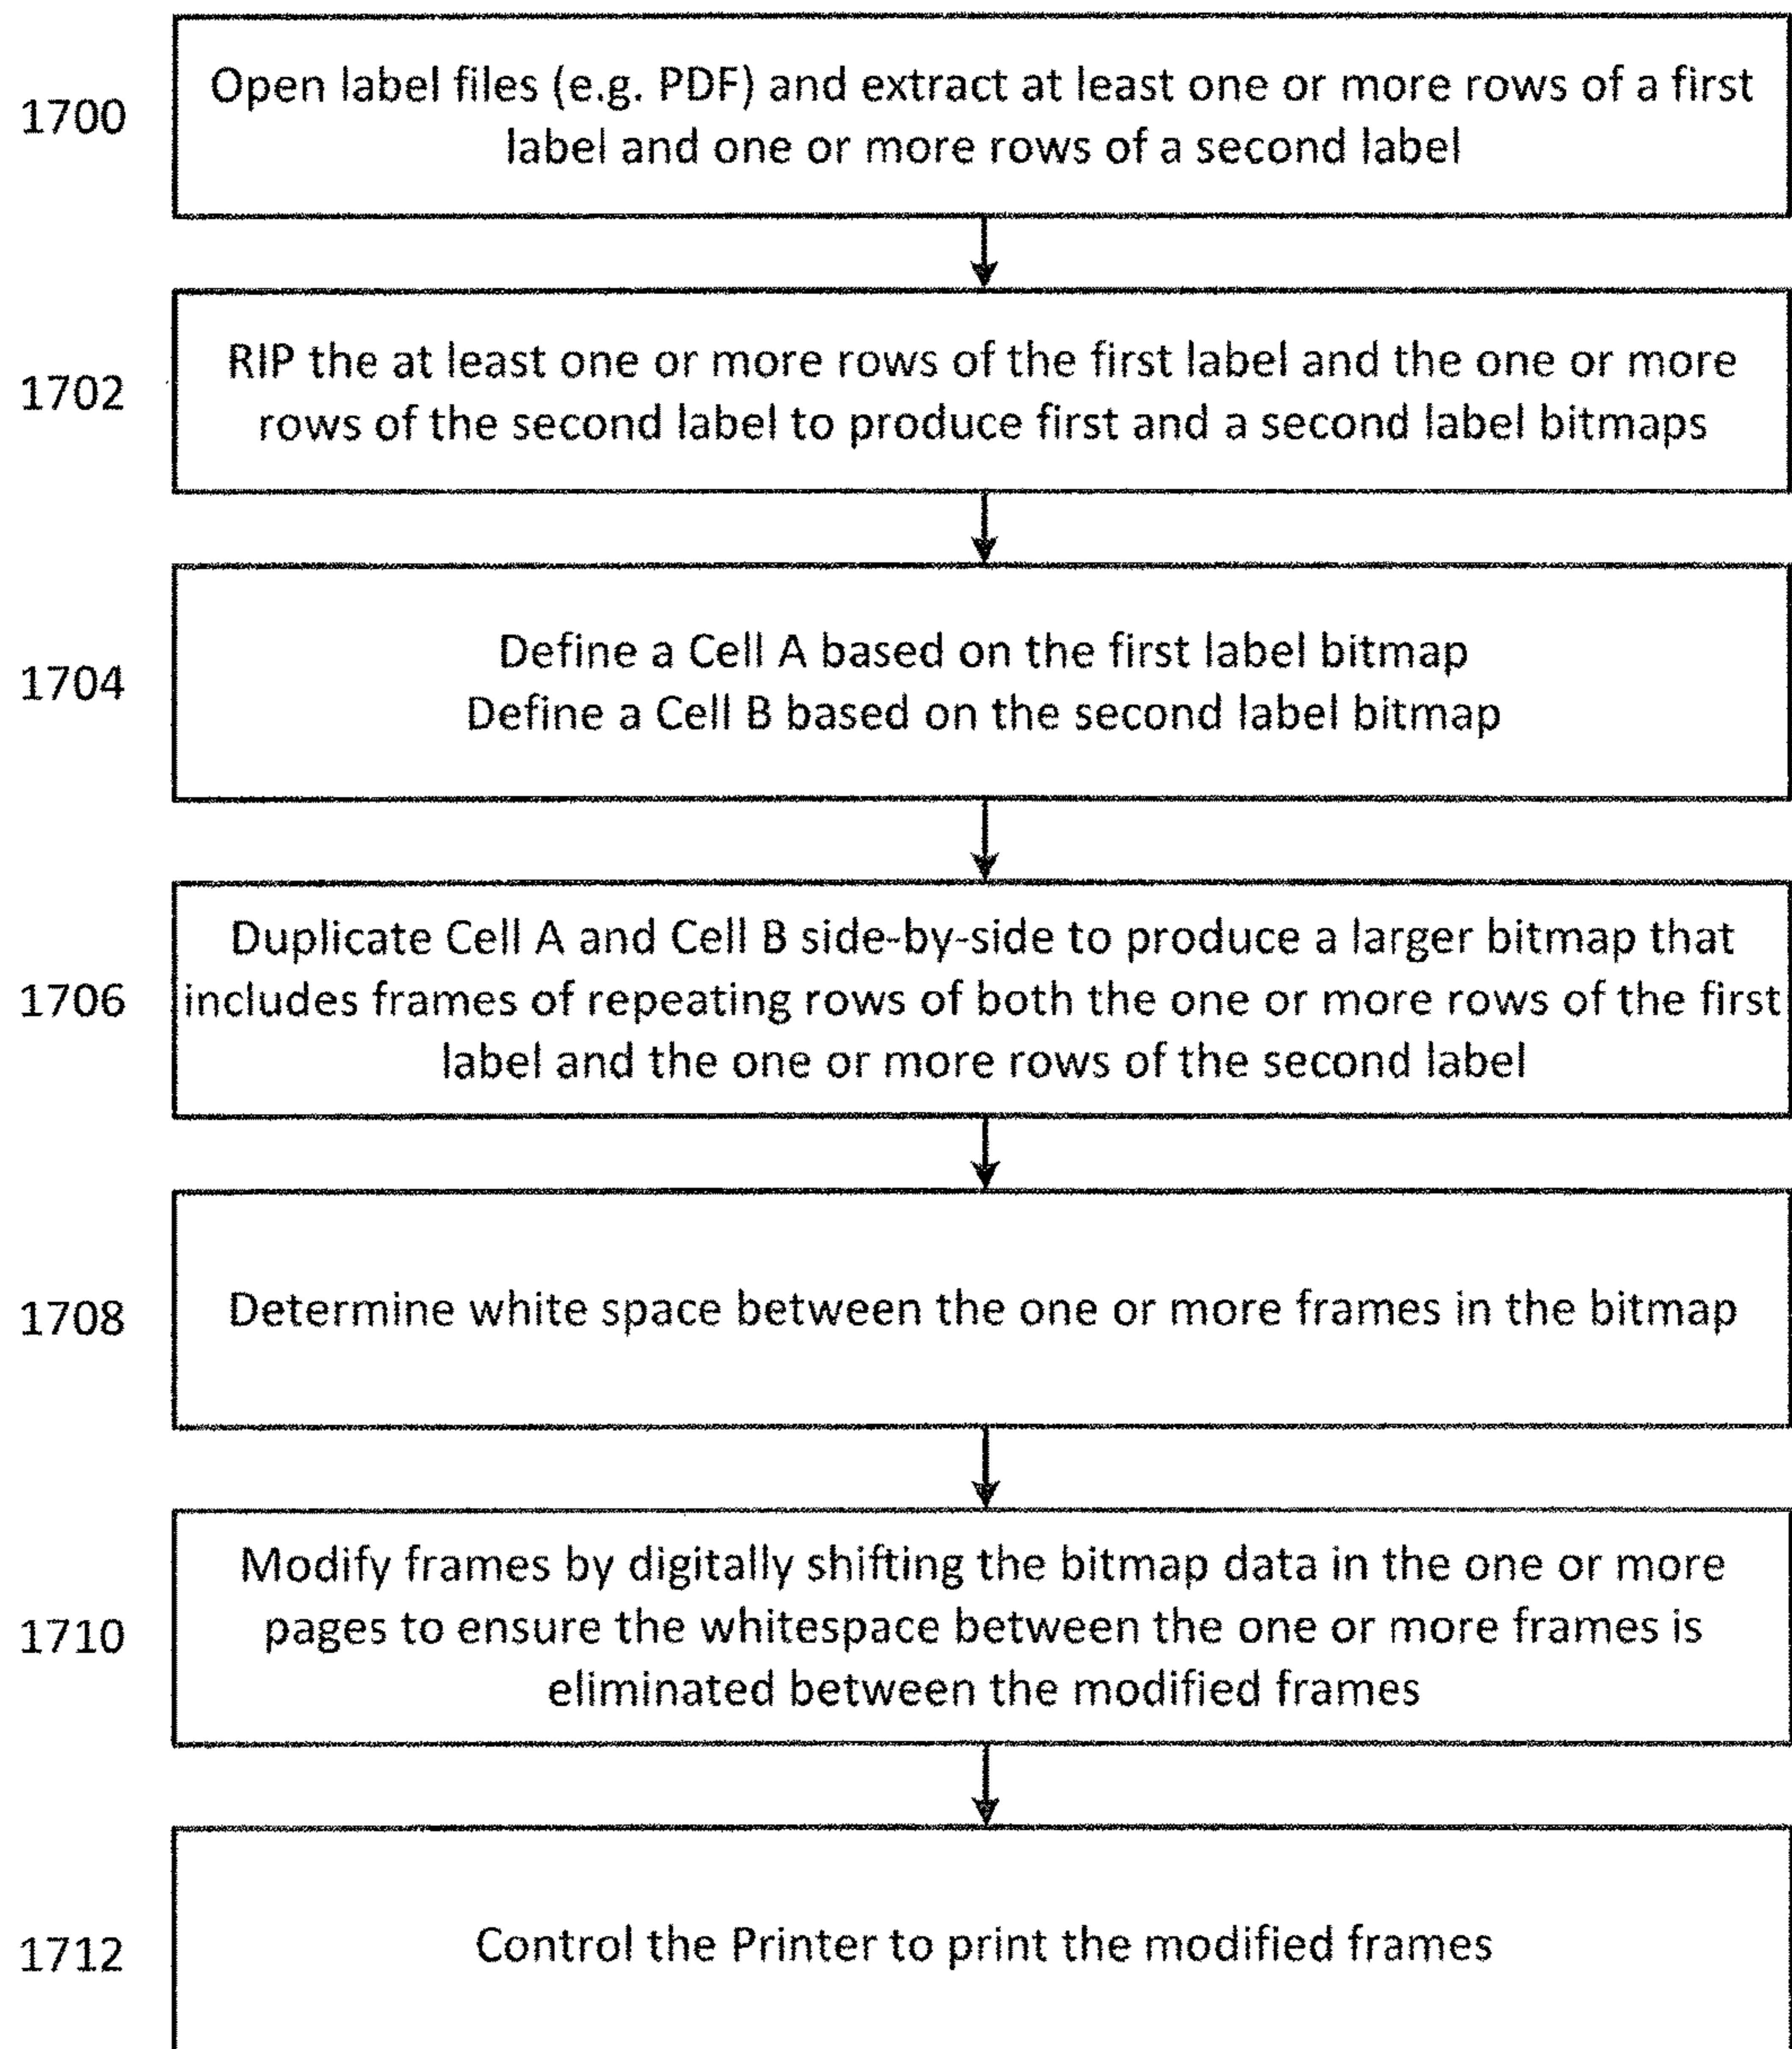 1700
Open label files (e.g. PDF) and extract at least one or more rows of a first
label and one or more rows of a second label
1702
RIP the at least one or more rows of the first label and the one or more
rows of the second label to produce first and a second label bitmaps
1704
Define a Cell A based on the first label bitmap
Define a Cell B based on the second label bitmap
1706
Duplicate Cell A and Cell B side-by-side to produce a larger bitmap that
includes frames of repeating rows of both the one or more rows of the first
label and the one or more rows of the second label
1708
Determine white space between the one or more frames in the bitmap
1710
Modify frames by digitally shifting the bitmap data in the one or more
pages to ensure the whitespace between the one or more frames is
eliminated between the modified frames
1712
Control the Printer to print the modified frames